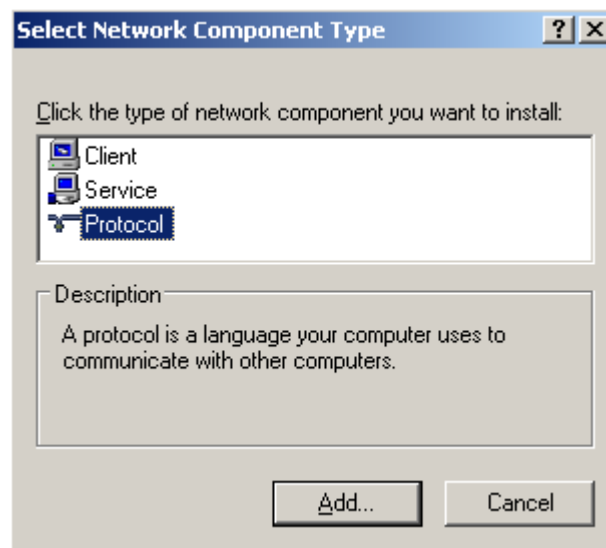 Select Network Component Type
Click the type of network component you want to install:
Client
Service
Protocol
Description
A protocol is a language your computer uses to
communicate with other computers.
Add... Cancel